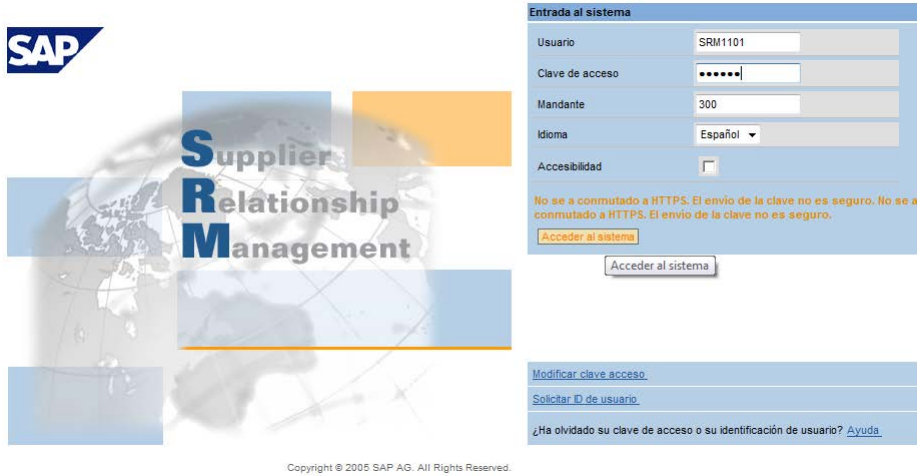 SAP
Supplier
Relationship
Management
Copyright © 2005 SAP AG. All Rights Reserved.
Entrada al sistema
Usuario SRM1101
Clave de acceso ••••••
Mandante 300
Idioma Español
Accesibilidad
No se a conmutado a HTTPS. El envio de la clave no es seguro. No se a
conmutado a HTTPS. El envio de la clave no es seguro.
Acceder al sistema
Acceder al sistema
Modificar clave acceso
Solicitar ID de usuario
¿Ha olvidado su clave de acceso o su identificación de usuario? Ayuda